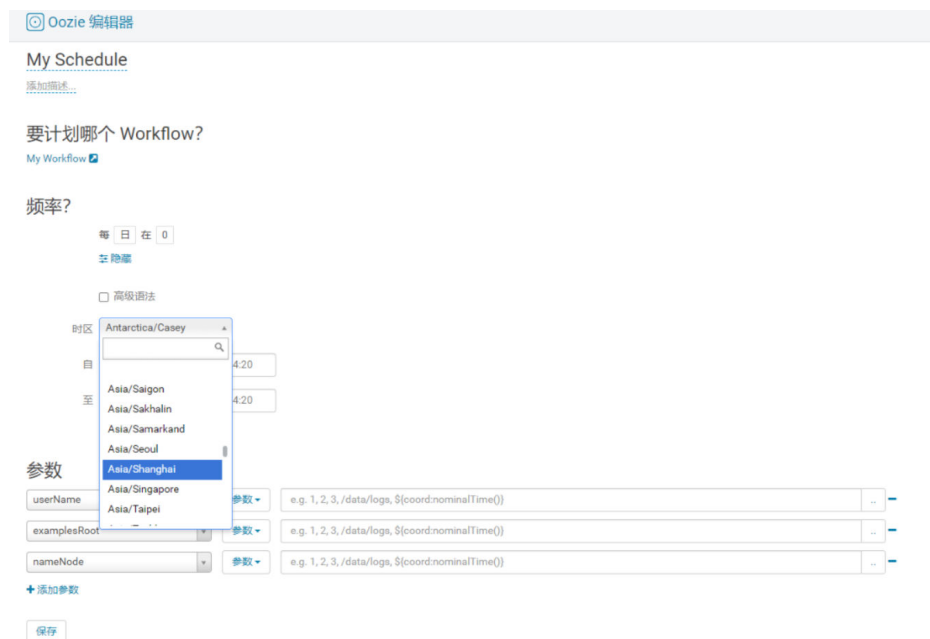 Oozie 编辑器
My Schedule
添加描述...
要计划哪个 Workflow?
My Workflow
频率?
每 日 在 0
隐藏
高级语法
时区 Antarctica/Casey
自 4:20
至 4:20
Asia/Saigon
Asia/Sakhalin
Asia/Samarkand
Asia/Seoul
Asia/Shanghai
Asia/Singapore
Asia/Taipei
参数
userName 参数 e.g. 1, 2, 3, /data/logs, ${coord:nominalTime()} ..
examplesRoot 参数 e.g. 1, 2, 3, /data/logs, ${coord:nominalTime()} ..
nameNode 参数 e.g. 1, 2, 3, /data/logs, ${coord:nominalTime()} ..
+ 添加参数
保存